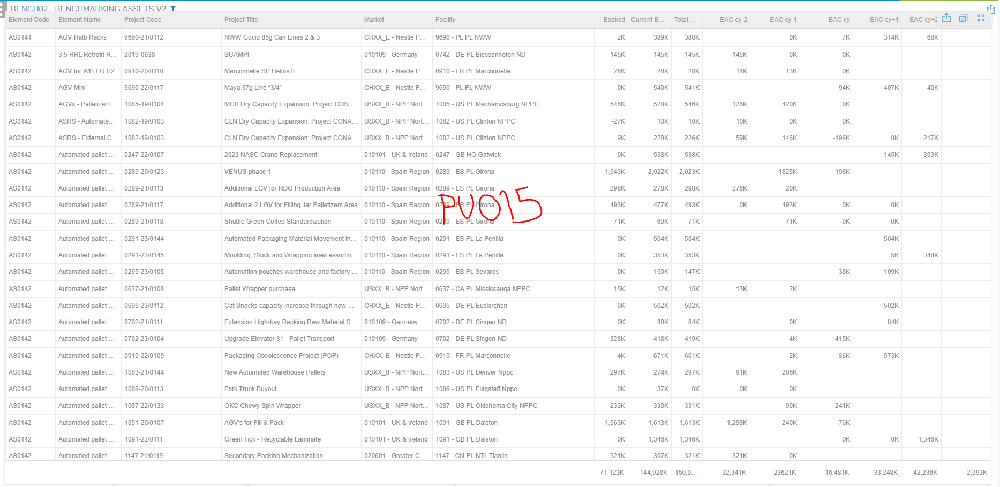 BENCH02 - BENCHMARKING ASSETS V2
Element Code Element Name Project Code Project Title Market Facility Booked Current B... Total ... EAC cy-2 EAC cy-1 EAC cy EAC cy+1 EAC cy+2
AS0141 AGV Halb Racks 9690-21/0112 NWW Gucio 85g Can Lines 2 & 3 CHXX_E - Nestle P... 9690 - PL PL NWW 2K 389K 388K 0K 7K 314K 68K
AS0142 3.5 HRL Retrofit R... 2019-0038 SCAMPI 010109 - Germany 0742 - DE PL Biessenhofen ND 145K 145K 145K 145K 0K 0K
AS0142 AGV for WH FG H2 0910-20/0110 Marconnelle SP Helios II CHXX_E - Nestle P... 0910 - FR PL Marconnelle 28K 28K 28K 14K 13K 0K
AS0142 AGV Mini 9690-22/0117 Maya 57g Line “3/4” CHXX_E - Nestle P... 9690 - PL PL NWW 0K 540K 541K 94K 407K 40K
AS0142 AGVs - Palletizer t... 1085-19/0104 MCB Dry Capacity Expansion: Project CON... USXX_B - NPP Nort... 1085 - US PL Mechanicsburg NPPC 546K 528K 546K 126K 420K 0K
AS0142 ASRS - Automate... 1082-19/0103 CLN Dry Capacity Expansion: Project CONA... USXX_B - NPP Nort... 1082 - US PL Clinton NPPC -27K 10K 10K 10K 0K 0K
AS0142 ASRS - External C... 1082-19/0103 CLN Dry Capacity Expansion: Project CONA... USXX_B - NPP Nort... 1082 - US PL Clinton NPPC 9K 228K 226K 59K 146K -196K 0K 217K
AS0142 Automated pallet ... 0247-22/0107 2023 NASC Crane Replacement 010101 - UK & Ireland 0247 - GB HO Gatwick 0K 538K 538K 145K 393K
AS0142 Automated pallet ... 0289-20/0123 VENUS phase 1 010110 - Spain Region 0289 - ES PL Girona 1,943K 2,022K 2,023K 1825K 198K
AS0142 Automated pallet ... 0289-21/0113 Additional LGV for NDG Production Area 010110 - Spain Region 0289 - ES PL Girona 298K 278K 298K 278K 20K
AS0142 Automated pallet ... 0289-21/0117 Additional 2 LGV for Filling Jar Palletizers Area 010110 - Spain Region 0289 - ES PL Girona 493K 477K 493K 0K 493K 0K 0K
PV015
AS0142 Automated pallet ... 0289-21/0118 Shuttle Green Coffee Standardization 010110 - Spain Region 0289 - ES PL Girona 71K 69K 71K 71K 0K 0K
AS0142 Automated pallet ... 0291-23/0144 Automated Packaging Material Movement in... 010110 - Spain Region 0291 - ES PL La Penilla 0K 504K 504K 504K
AS0142 Automated pallet ... 0291-23/0145 Moulding, Stock and Wrapping lines assortm... 010110 - Spain Region 0291 - ES PL La Penilla 0K 353K 353K 5K 348K
AS0142 Automated pallet ... 0295-23/0105 Automation pouches warehouse and factory ... 010110 - Spain Region 0295 - ES PL Sevares 0K 150K 147K 38K 109K
AS0142 Automated pallet ... 0637-21/0108 Pallet Wrapper purchase USXX_B - NPP Nort... 0637 - CA PL Mississauga NPPC 15K 12K 15K 13K 2K
AS0142 Automated pallet ... 0695-23/0112 Cat Snacks capacity increase through new ... CHXX_E - Nestle P... 0695 - DE PL Euskirchen 0K 502K 502K 502K
AS0142 Automated pallet ... 0702-21/0111 Extension High-bay Racking Raw Material S... 010109 - Germany 0702 - DE PL Singen ND 0K 88K 84K 0K 84K
AS0142 Automated pallet ... 0702-23/0104 Upgrade Elevator 31 - Pallet Transport 010109 - Germany 0702 - DE PL Singen ND 328K 418K 419K 4K 415K
AS0142 Automated pallet ... 0910-22/0109 Packaging Obsolescence Project (POP) CHXX_E - Nestle P... 0910 - FR PL Marconnelle 4K 671K 661K 2K 86K 573K
AS0142 Automated pallet ... 1083-21/0144 New Automated Warehouse Pallets USXX_B - NPP Nort... 1083 - US PL Denver Nppc 297K 274K 297K 91K 206K
AS0142 Automated pallet ... 1086-20/0113 Fork Truck Buyout USXX_B - NPP Nort... 1086 - US PL Flagstaff Nppc 0K 37K 0K 0K 0K
AS0142 Automated pallet ... 1087-22/0133 OKC Chewy Spin Wrapper USXX_B - NPP Nort... 1087 - US PL Oklahoma City NPPC 233K 330K 331K 90K 241K
AS0142 Automated pallet ... 1091-20/0107 AGV's for Fill & Pack 010101 - UK & Ireland 1091 - GB PL Dalston 1,563K 1,613K 1,613K 1,298K 240K 76K
AS0142 Automated pallet ... 1091-22/0111 Green Tick - Recyclable Laminate 010101 - UK & Ireland 1091 - GB PL Dalston 0K 1,346K 1,346K 0K 0K 1,346K
AS0142 Automated pallet ... 1147-21/0119 Secondary Packing Mechanization 020601 - Greater C... 1147 - CN PL NTL Tianjin 321K 307K 321K 321K 0K
71,123K 144,928K 150,0... 32,341K 23621K 16,481K 33,248K 42,236K 2,093K